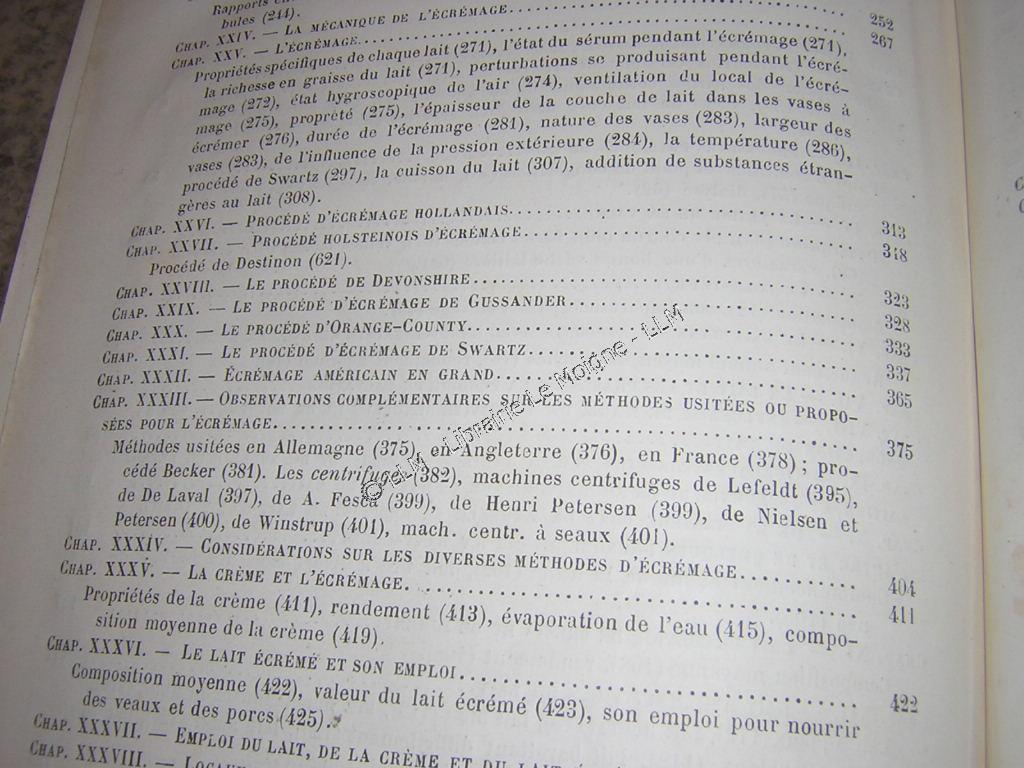 Rapports
bules (244).
CHAP. XXIV. — LA MÉCANIQUE DE L'ÉCRÉMAGE. 252
CHAP. XXV. — L'ÉCRÉMAGE. 267
Propriétés spécifiques de chaque lait (271), l'état du sérum pendant l'écrémage (271),
la richesse en graisse du lait (271), perturbations se produisant pendant l'écré-
mage (272), état hygroscopique de l'air (274), ventilation du local de l'écré-
mage (275), propreté (275), l'épaisseur de la couche de lait dans les vases à
écrémer (276), durée de l'écrémage (281), nature des vases (283), largeur des
vases (283), de l'influence de la pression extérieure (284), la température (286),
procédé de Swartz (297), la cuisson du lait (307), addition de substances étran-
gères au lait (308).
CHAP. XXVI. — PROCÉDÉ D'ÉCRÉMAGE HOLLANDAIS. 313
CHAP. XXVII. — PROCÉDÉ HOLSTEINOIS D'ÉCRÉMAGE. 318
Procédé de Destinon (621).
CHAP. XXVIII. — LE PROCÉDÉ DE DEVONSHIRE. 323
CHAP. XXIX. — LE PROCÉDÉ D'ÉCRÉMAGE DE GUSSANDER. 328
CHAP. XXX. — LE PROCÉDÉ D'ORANGE-COUNTY. 333
CHAP. XXXI. — LE PROCÉDÉ D'ÉCRÉMAGE DE SWARTZ. 337
CHAP. XXXII. — ÉCRÉMAGE AMÉRICAIN EN GRAND. 365
CHAP. XXXIII. — OBSERVATIONS COMPLÉMENTAIRES SUR LES MÉTHODES USITÉES OU PROPO-
SÉES POUR L'ÉCRÉMAGE. 375
Méthodes usitées en Allemagne (375), en Angleterre (376), en France (378); pro-
cédé Becker (381). Les centrifuges (382), machines centrifuges de Lefeldt (395),
de De Laval (397), de A. Fesca (399), de Henri Petersen (399), de Nielsen et
Petersen (400), de Winstrup (401), mach. centr. à seaux (401).
CHAP. XXXIV. — CONSIDÉRATIONS SUR LES DIVERSES MÉTHODES D'ÉCRÉMAGE. 404
CHAP. XXXV. — LA CRÈME ET L'ÉCRÉMAGE. 411
Propriétés de la crème (411), rendement (413), évaporation de l'eau (415), compo-
sition moyenne de la crème (419).
CHAP. XXXVI. — LE LAIT ÉCRÉMÉ ET SON EMPLOI. 422
Composition moyenne (422), valeur du lait écrémé (423), son emploi pour nourrir
des veaux et des porcs (425).
CHAP. XXXVII. — EMPLOI DU LAIT, DE LA CRÈME ET DU LAIT
CHAP. XXXVIII. —
© eLM - Librairie Le Moigne - LLM